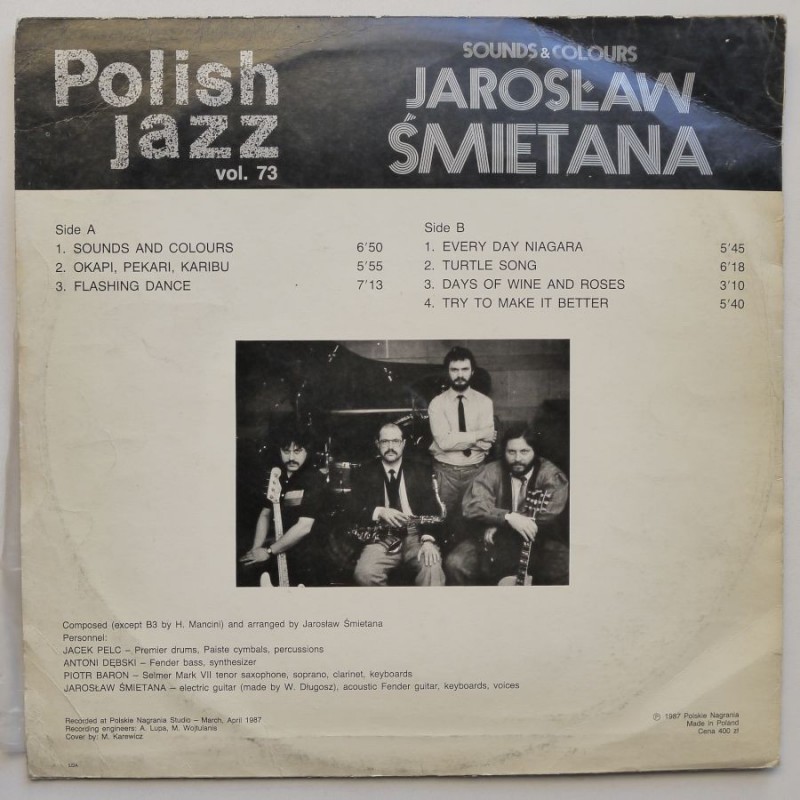 Polish
jazz
vol. 73
SOUNDS & COLOURS
JAROSŁAW
ŚMIETANA
Side A
1. SOUNDS AND COLOURS 6'50
2. OKAPI, PEKARI, KARIBU 5'55
3. FLASHING DANCE 7'13
Side B
1. EVERY DAY NIAGARA 5'45
2. TURTLE SONG 6'18
3. DAYS OF WINE AND ROSES 3'10
4. TRY TO MAKE IT BETTER 5'40
Composed (except B3 by H. Mancini) and arranged by Jarosław Śmietana
Personnel:
JACEK PELC – Premier drums, Paiste cymbals, percussions
ANTONI DĘBSKI – Fender bass, synthesizer
PIOTR BARON – Selmer Mark VII tenor saxophone, soprano, clarinet, keyboards
JAROSŁAW ŚMIETANA – electric guitar (made by W. Długosz), acoustic Fender guitar, keyboards, voices
Recorded at Polskie Nagrania Studio – March, April 1987
Recording engineers: A. Lupa, M. Wojtulanis
Cover by: M. Karewicz
℗ 1987 Polskie Nagrania
Made in Poland
Cena 400 zł